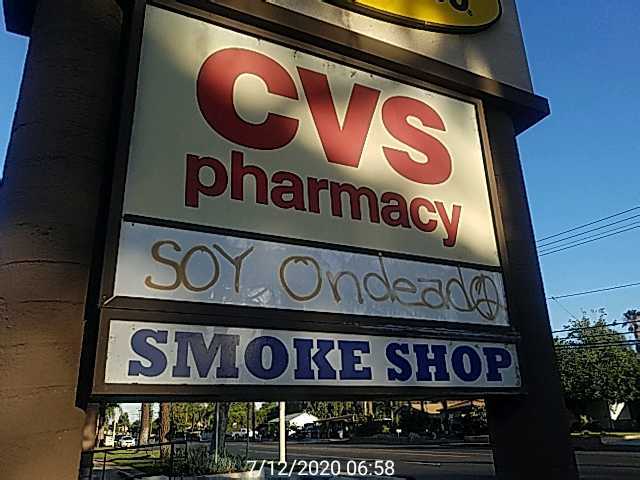 CVS
pharmacy
SOY Ondead
SMOKE SHOP
7/12/2020 06:58